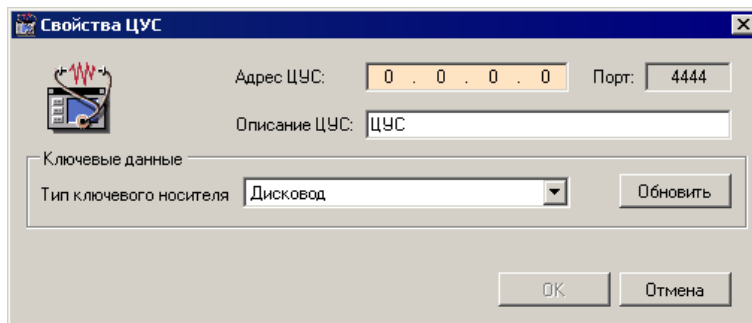 Свойства ЦУС
Адрес ЦУС: 0 . 0 . 0 . 0 Порт: 4444
Описание ЦУС: ЦУС
Ключевые данные
Тип ключевого носителя Дисковод Обновить
OK Отмена